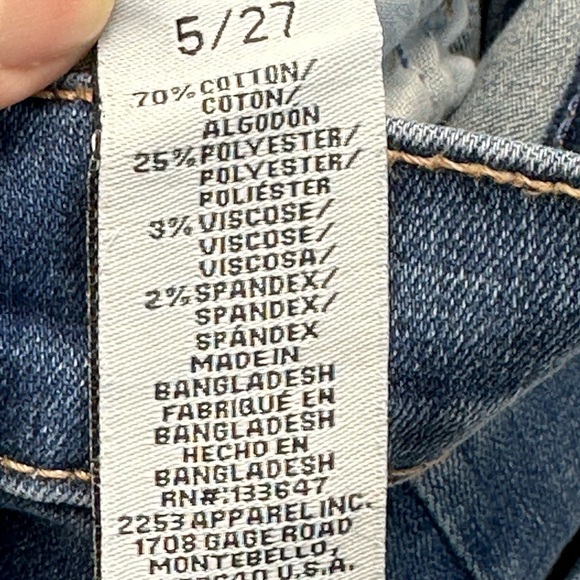 5/27
70% COTTON/
COTON/
ALGODÓN
25% POLYESTER/
POLYESTER/
POLIÉSTER
3% VISCOSE/
VISCOSE/
VISCOSA/
2% SPANDEX/
SPANDEX/
SPÁNDEX
MADE IN
BANGLADESH
FABRIQUÉ EN
BANGLADESH
HECHO EN
BANGLADESH
RN#:133647
2253 APPAREL INC.
1708 GAGE ROAD
MONTEBELLO,
U.S.A.